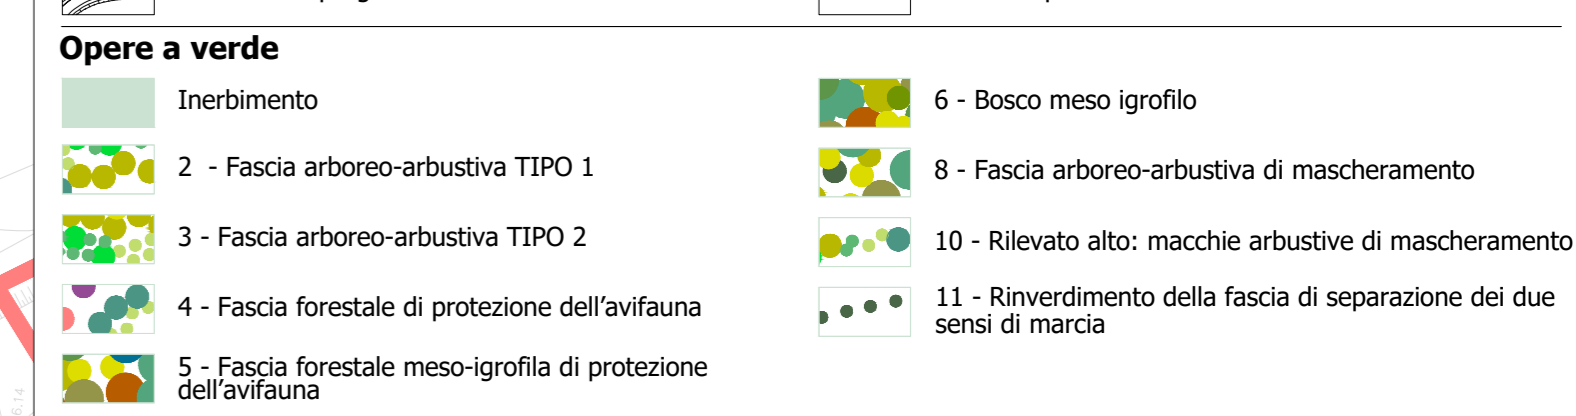 Opere a verde
Inerbimento
2 - Fascia arboreo-arbustiva TIPO 1
3 - Fascia arboreo-arbustiva TIPO 2
4 - Fascia forestale di protezione dell'avifauna
5 - Fascia forestale meso-igrofila di protezione
dell'avifauna
6 - Bosco meso igrofilo
8 - Fascia arboreo-arbustiva di mascheramento
10 - Rilevato alto: macchie arbustive di mascheramento
11 - Rinverdimento della fascia di separazione dei due
sensi di marcia
6.14